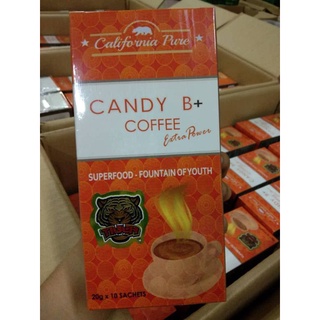 California Pure
CANDY B+
COFFEE
Extra Power
SUPERFOOD - FOUNTAIN OF YOUTH
20g x 18 SACHETS